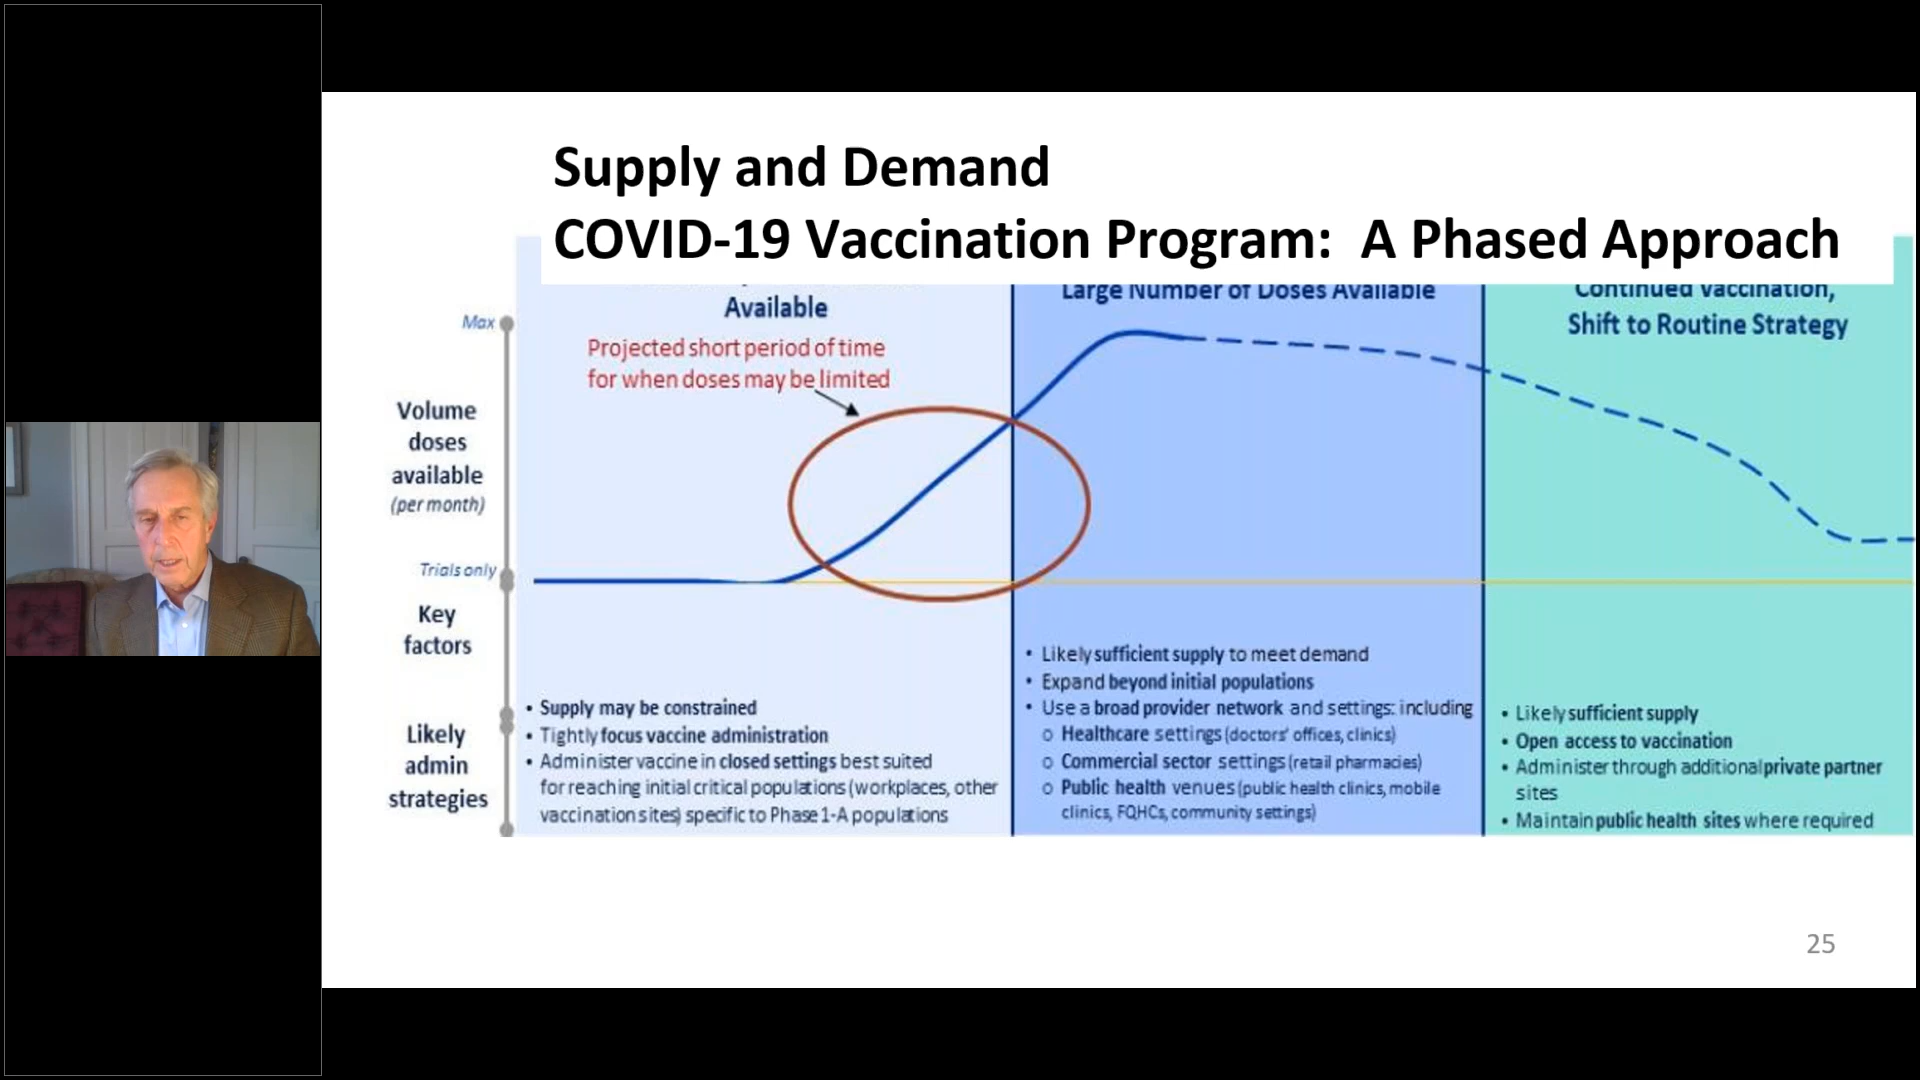 Supply and Demand
COVID-19 Vaccination Program: A Phased Approach
Available
Large Number of Doses Available
Continued Vaccination,
Shift to Routine Strategy
Max
Projected short period of time
for when doses may be limited
Volume
doses
available
(per month)
Trials only
Key
factors
Likely
admin
strategies
• Supply may be constrained
• Tightly focus vaccine administration
• Administer vaccine in closed settings best suited
for reaching initial critical populations (workplaces, other
vaccination sites) specific to Phase 1-A populations
• Likely sufficient supply to meet demand
• Expand beyond initial populations
• Use a broad provider network and settings: including
o Healthcare settings (doctors' offices, clinics)
o Commercial sector settings (retail pharmacies)
o Public health venues (public health clinics, mobile
clinics, FQHCs, community settings)
• Likely sufficient supply
• Open access to vaccination
• Administer through additional private partner
sites
• Maintain public health sites where required
25